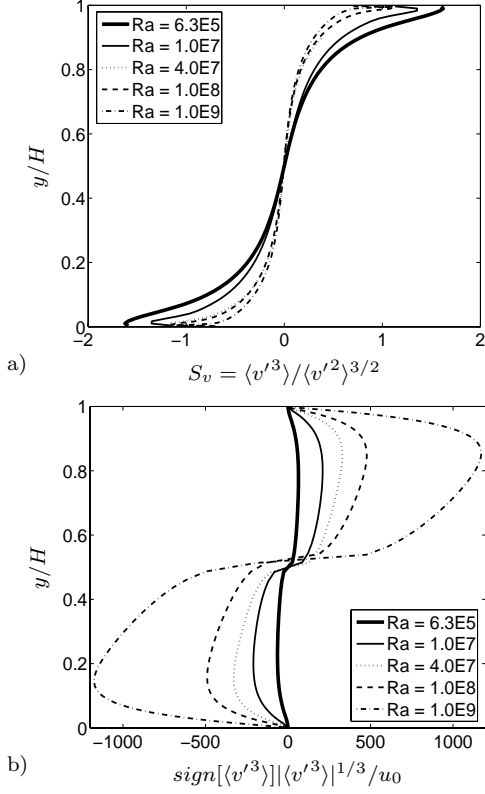 1
0.8
0.6
0.4
0.2
0
y/H
Ra = 6.3E5
Ra = 1.0E7
Ra = 4.0E7
Ra = 1.0E8
Ra = 1.0E9
−2 −1 0 1 2
a)
S_v = ⟨v′³⟩/⟨v′²⟩^{3/2}
1
0.8
0.6
0.4
0.2
0
y/H
Ra = 6.3E5
Ra = 1.0E7
Ra = 4.0E7
Ra = 1.0E8
Ra = 1.0E9
−1000 −500 0 500 1000
b)
sign[⟨v′³⟩]|⟨v′³⟩|^{1/3}/u_0